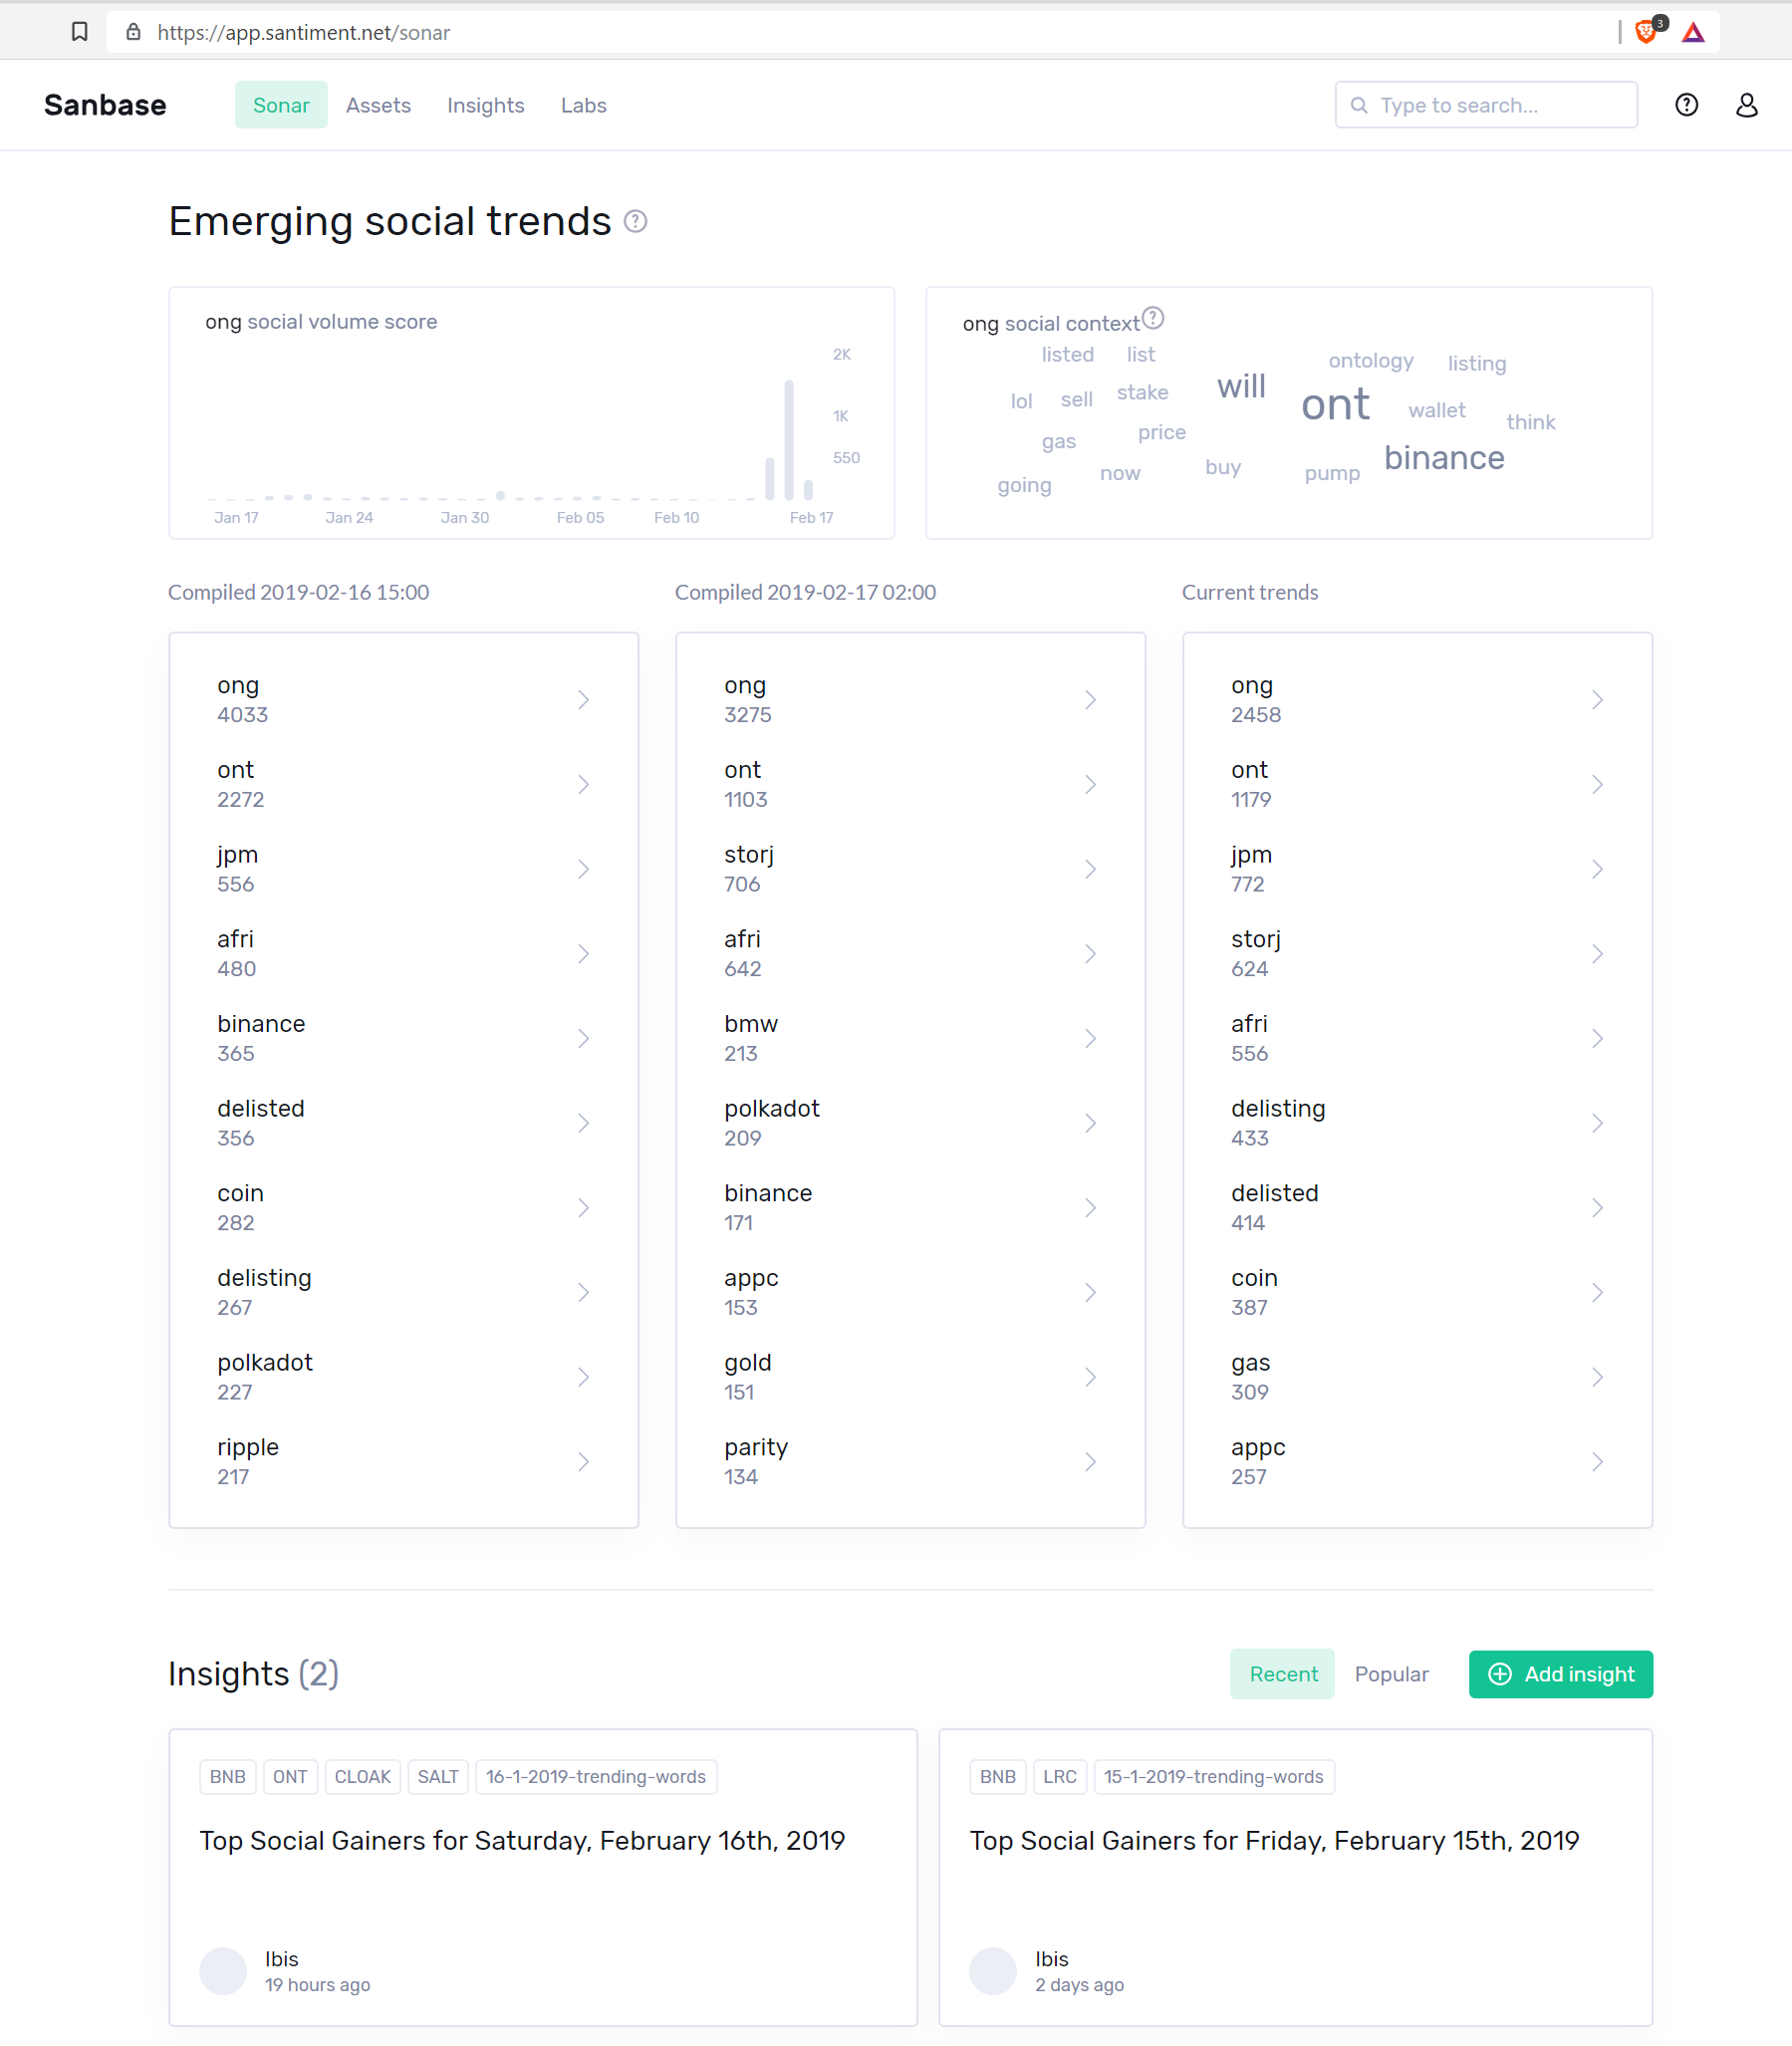 https://app.santiment.net/sonar
3
Sanbase Sonar Assets Insights Labs Type to search...
Emerging social trends
ong social volume score
2K
1K
550
Jan 17 Jan 24 Jan 30 Feb 05 Feb 10 Feb 17
ong social context
listed list ontology listing
lol sell stake will ont wallet think
gas price binance
going now buy pump
Compiled 2019-02-16 15:00
ong
4033
ont
2272
jpm
556
afri
480
binance
365
delisted
356
coin
282
delisting
267
polkadot
227
ripple
217
Compiled 2019-02-17 02:00
ong
3275
ont
1103
storj
706
afri
642
bmw
213
polkadot
209
binance
171
appc
153
gold
151
parity
134
Current trends
ong
2458
ont
1179
jpm
772
storj
624
afri
556
delisting
433
delisted
414
coin
387
gas
309
appc
257
Insights (2)
Recent Popular Add insight
BNB ONT CLOAK SALT 16-1-2019-trending-words
Top Social Gainers for Saturday, February 16th, 2019
Ibis
19 hours ago
BNB LRC 15-1-2019-trending-words
Top Social Gainers for Friday, February 15th, 2019
Ibis
2 days ago